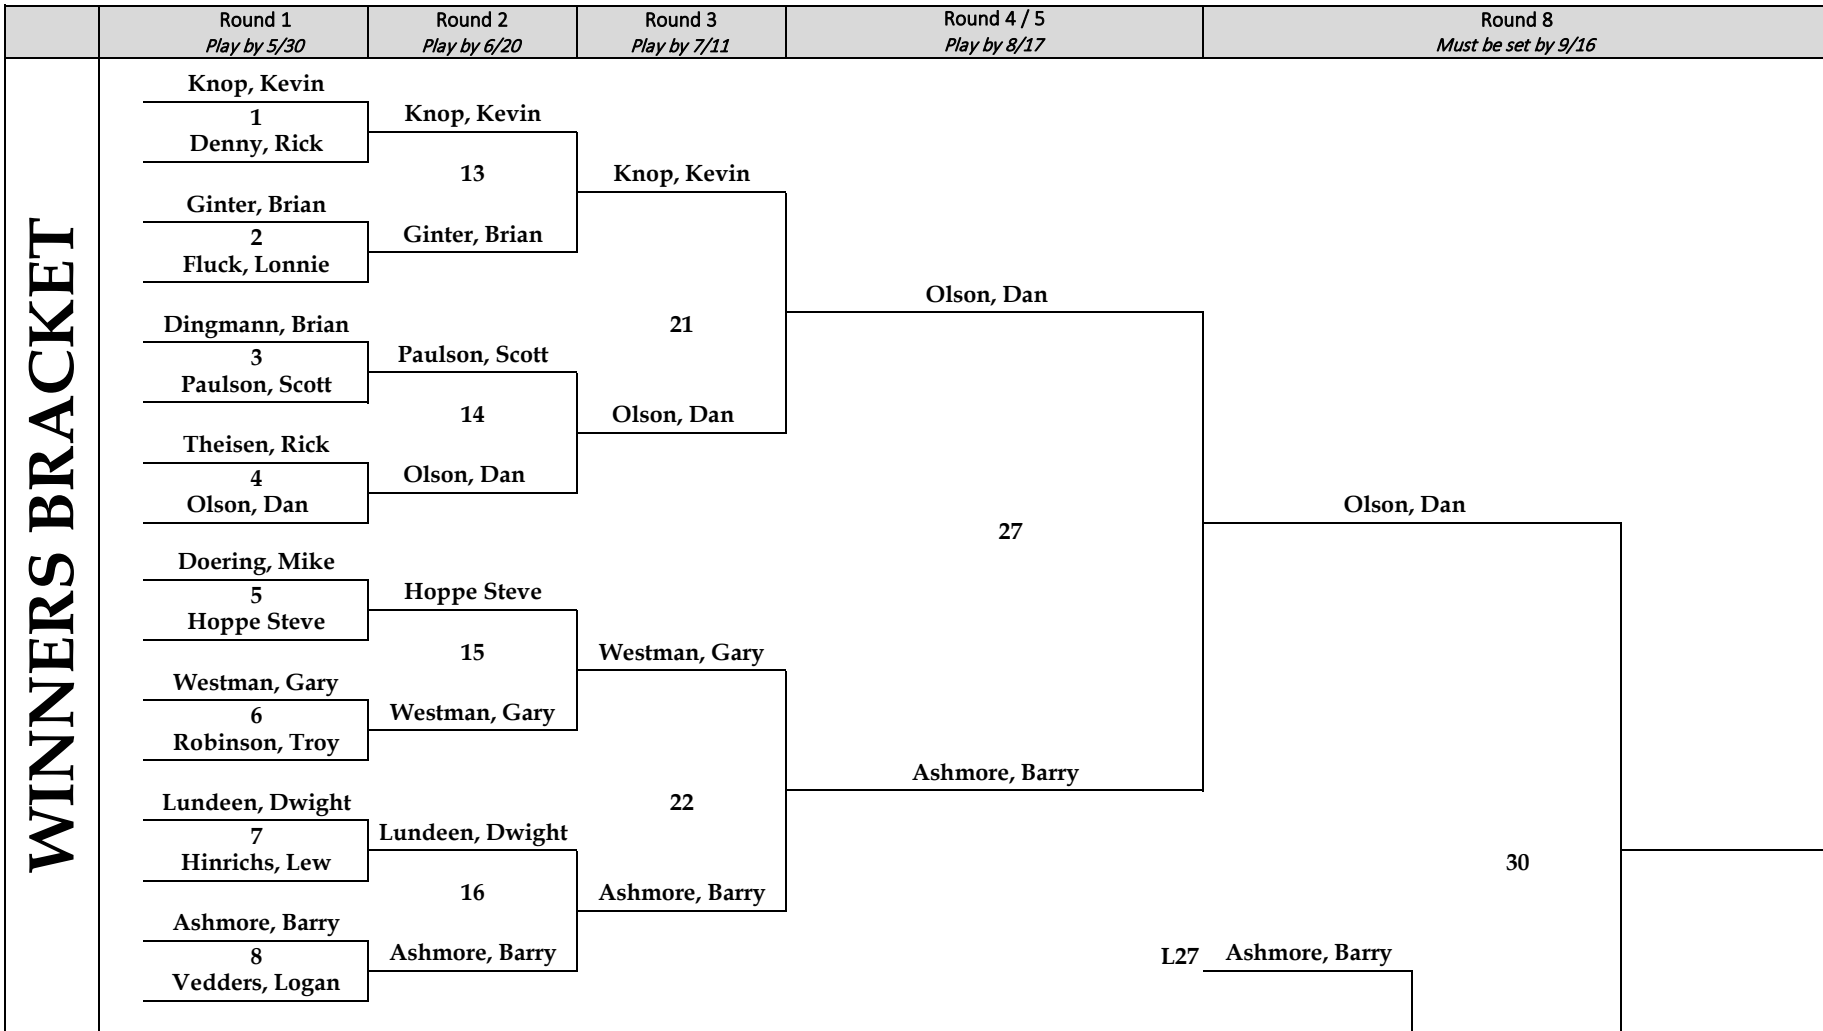 Round 1
Play by 5/30
Round 2
Play by 6/20
Round 3
Play by 7/11
Round 4 / 5
Play by 8/17
Round 8
Must be set by 9/16
WINNERS BRACKET
Knop, Kevin
1
Denny, Rick
Ginter, Brian
2
Fluck, Lonnie
Dingmann, Brian
3
Paulson, Scott
Theisen, Rick
4
Olson, Dan
Doering, Mike
5
Hoppe Steve
Westman, Gary
6
Robinson, Troy
Lundeen, Dwight
7
Hinrichs, Lew
Ashmore, Barry
8
Vedders, Logan
Knop, Kevin
13
Ginter, Brian
Paulson, Scott
14
Olson, Dan
Hoppe Steve
15
Westman, Gary
Lundeen, Dwight
16
Ashmore, Barry
Knop, Kevin
21
Olson, Dan
Westman, Gary
22
Ashmore, Barry
Olson, Dan
27
Ashmore, Barry
Olson, Dan
30
L27 Ashmore, Barry